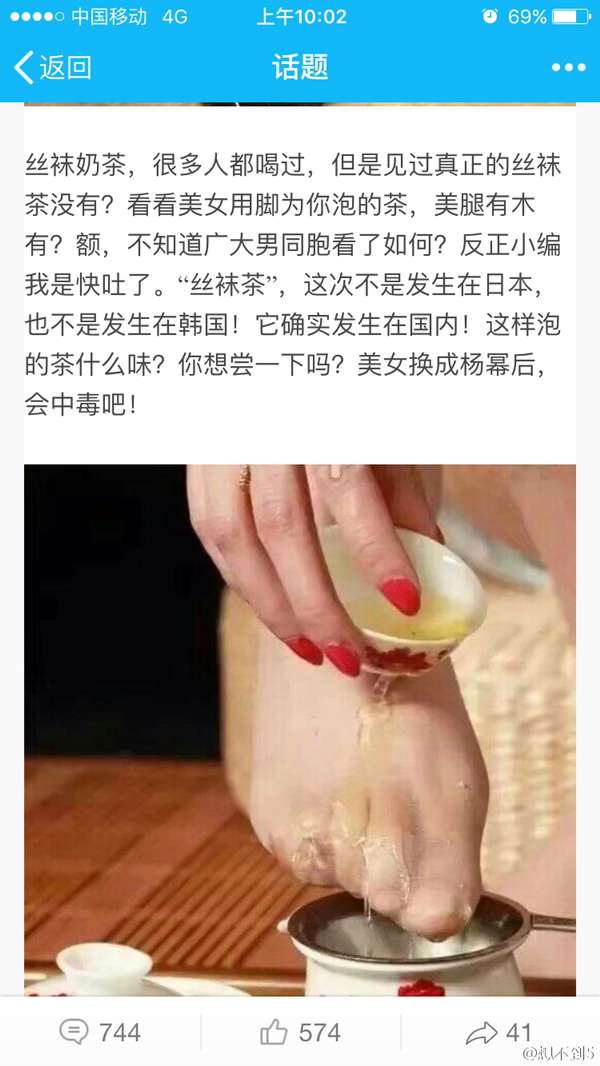 中国移动 4G 上午10:02 69%
返回 话题
丝袜奶茶，很多人都喝过，但是见过真正的丝袜
茶没有？看看美女用脚为你泡的茶，美腿有木
有？额，不知道广大男同胞看了如何？反正小编
我是快吐了。“丝袜茶”，这次不是发生在日本，
也不是发生在韩国！它确实发生在国内！这样泡
的茶什么味？你想尝一下吗？美女换成杨幂后，
会中毒吧！
744 574 41